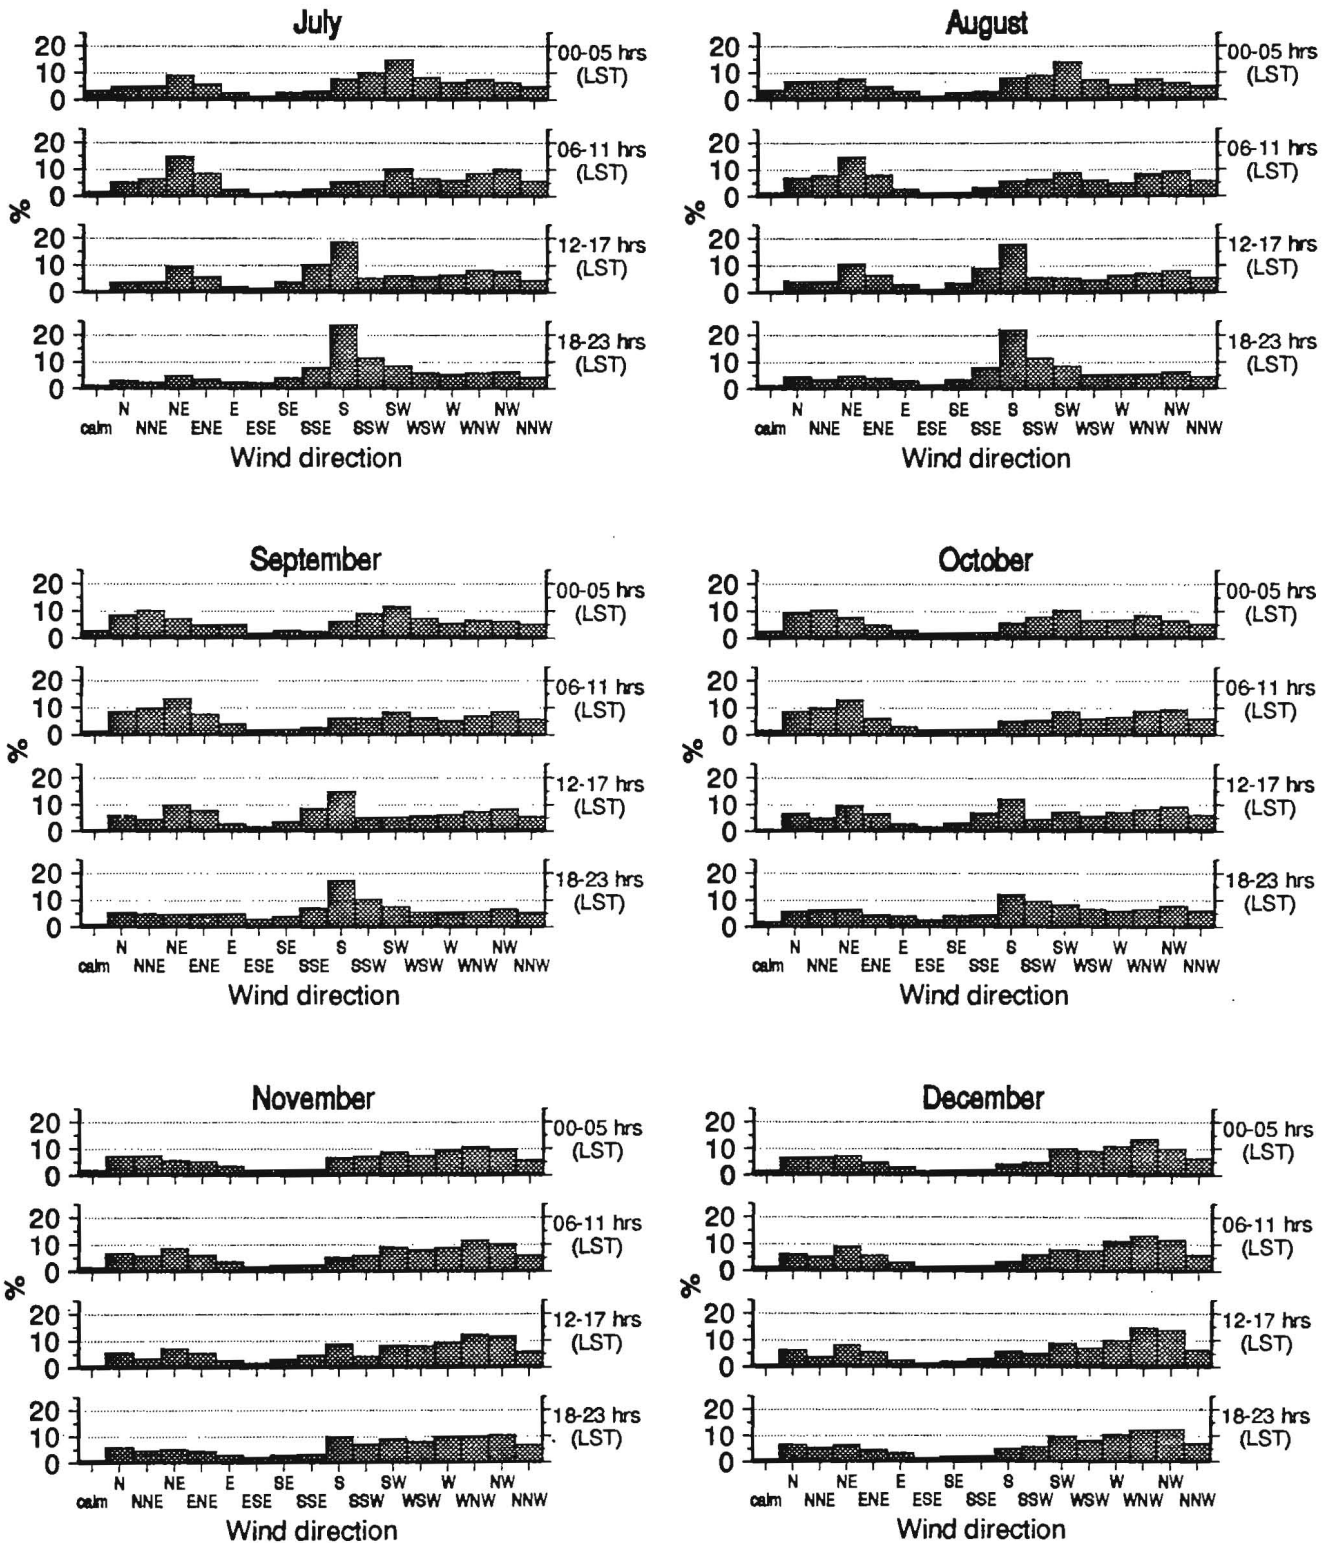 July
20
10
0
00-05 hrs
(LST)
20
10
0
06-11 hrs
(LST)
%
20
10
0
12-17 hrs
(LST)
20
10
0
18-23 hrs
(LST)
N NE E SE S SW W NW
calm NNE ENE ESE SSE SSW WSW WNW NNW
Wind direction
August
20
10
0
00-05 hrs
(LST)
20
10
0
06-11 hrs
(LST)
%
20
10
0
12-17 hrs
(LST)
20
10
0
18-23 hrs
(LST)
N NE E SE S SW W NW
calm NNE ENE ESE SSE SSW WSW WNW NNW
Wind direction
September
20
10
0
00-05 hrs
(LST)
20
10
0
06-11 hrs
(LST)
%
20
10
0
12-17 hrs
(LST)
20
10
0
18-23 hrs
(LST)
N NE E SE S SW W NW
calm NNE ENE ESE SSE SSW WSW WNW NNW
Wind direction
October
20
10
0
00-05 hrs
(LST)
20
10
0
06-11 hrs
(LST)
%
20
10
0
12-17 hrs
(LST)
20
10
0
18-23 hrs
(LST)
N NE E SE S SW W NW
calm NNE ENE ESE SSE SSW WSW WNW NNW
Wind direction
November
20
10
0
00-05 hrs
(LST)
20
10
0
06-11 hrs
(LST)
%
20
10
0
12-17 hrs
(LST)
20
10
0
18-23 hrs
(LST)
N NE E SE S SW W NW
calm NNE ENE ESE SSE SSW WSW WNW NNW
Wind direction
December
20
10
0
00-05 hrs
(LST)
20
10
0
06-11 hrs
(LST)
%
20
10
0
12-17 hrs
(LST)
20
10
0
18-23 hrs
(LST)
N NE E SE S SW W NW
calm NNE ENE ESE SSE SSW WSW WNW NNW
Wind direction